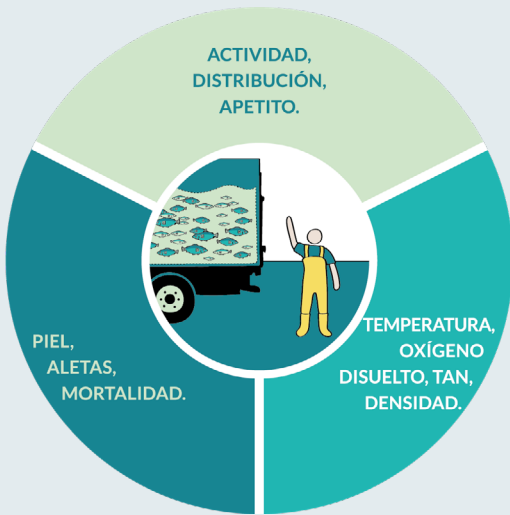 ACTIVIDAD,
DISTRIBUCIÓN,
APETITO.
PIEL,
ALETAS,
MORTALIDAD.
TEMPERATURA,
OXÍGENO
DISUELTO, TAN,
DENSIDAD.